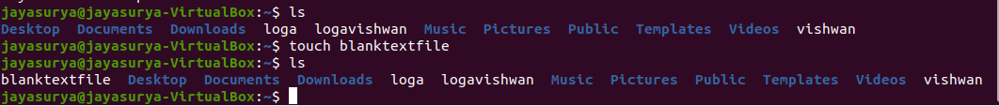 jayasurya@jayasurya-VirtualBox:~$ ls
Desktop Documents Downloads loga logavishwan Music Pictures Public Templates Videos vishwan
jayasurya@jayasurya-VirtualBox:~$ touch blanktextfile
jayasurya@jayasurya-VirtualBox:~$ ls
blanktextfile Desktop Documents Downloads loga logavishwan Music Pictures Public Templates Videos vishwan
jayasurya@jayasurya-VirtualBox:~$